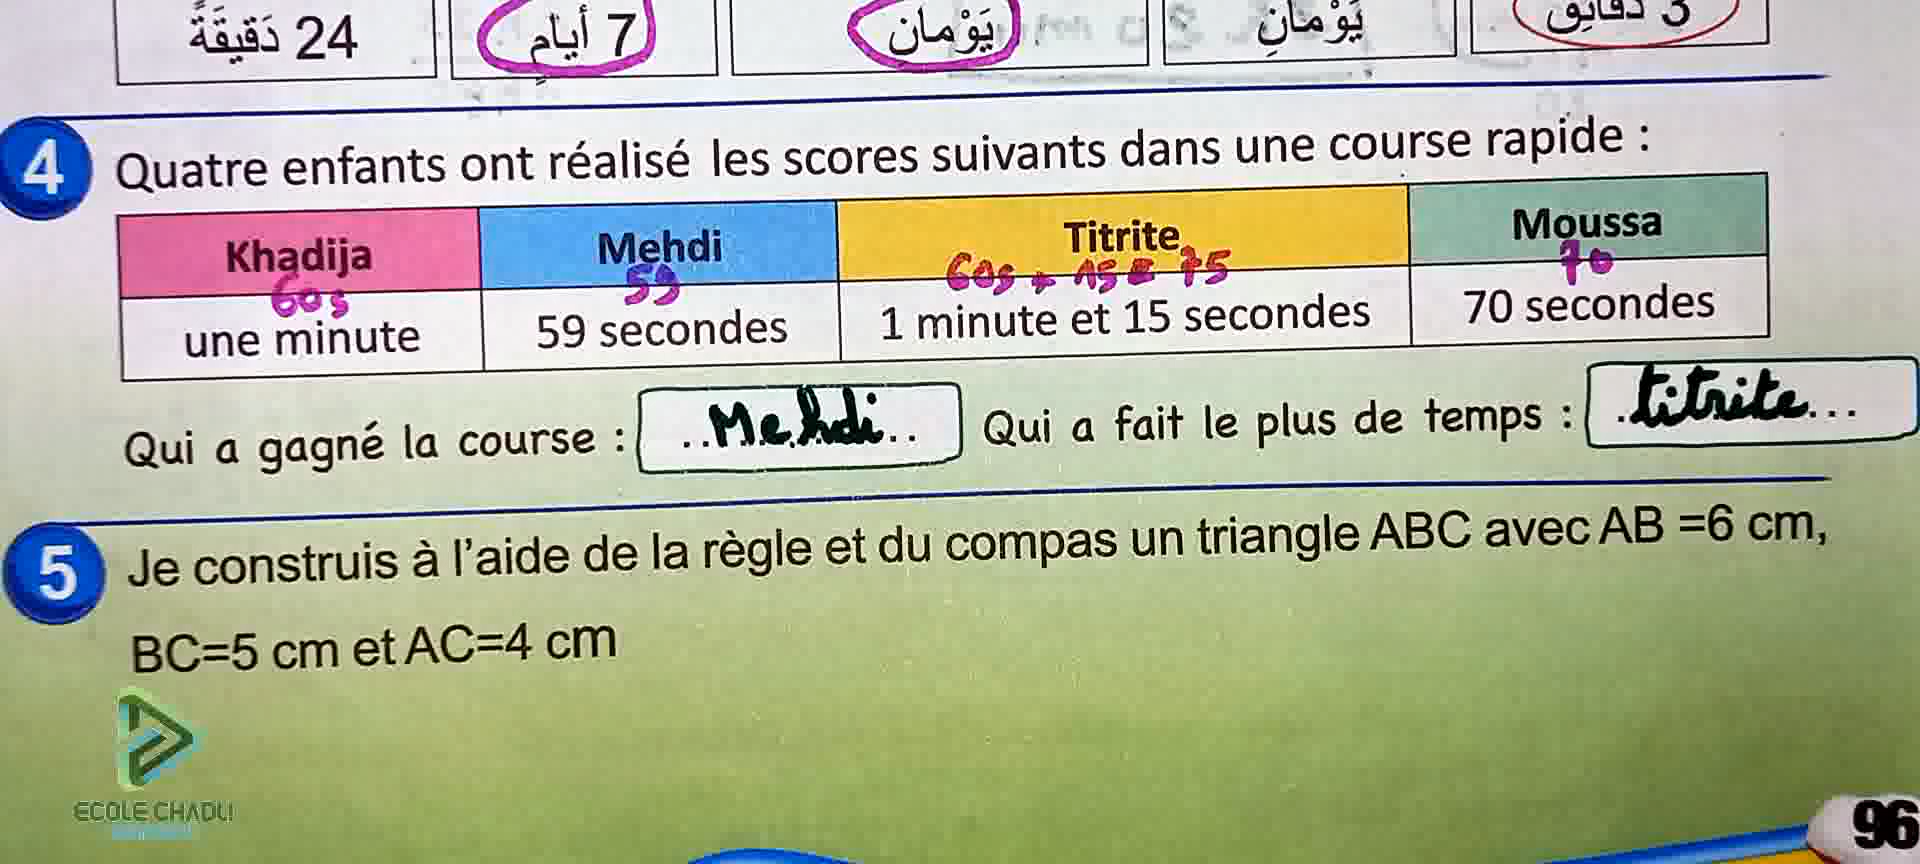 24 دَقيقَةً 7 أَيامٍ يَوْمانِ يَوْمانِ 3 دَقائِق
4 Quatre enfants ont réalisé les scores suivants dans une course rapide :
Khadija Mehdi Titrite Moussa
60s 59 60s + 15 = 75 70
une minute 59 secondes 1 minute et 15 secondes 70 secondes
Qui a gagné la course : ..Mehdi.. Qui a fait le plus de temps : .titrite...
5 Je construis à l'aide de la règle et du compas un triangle ABC avec AB =6 cm,
BC=5 cm et AC=4 cm
ECOLE CHADLI
96